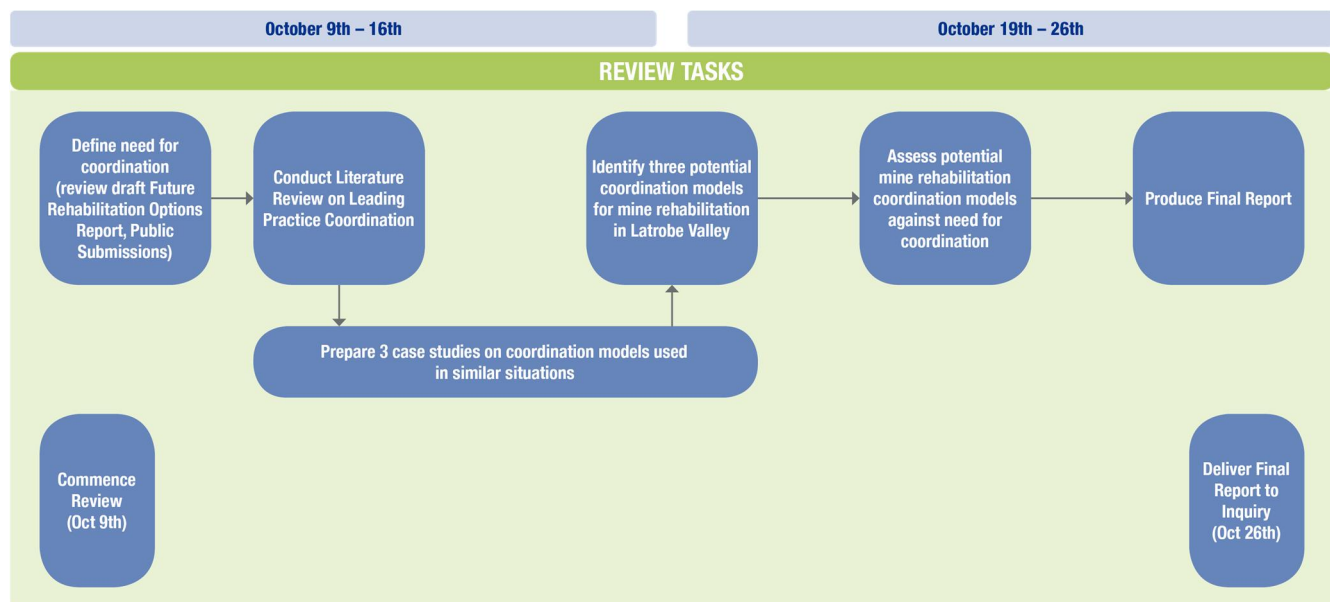 October 9th – 16th
October 19th – 26th
REVIEW TASKS
Define need for
coordination
(review draft Future
Rehabilitation Options
Report, Public
Submissions)
Conduct Literature
Review on Leading
Practice Coordination
Identify three potential
coordination models
for mine rehabilitation
in Latrobe Valley
Assess potential
mine rehabilitation
coordination models
against need for
coordination
Produce Final Report
Prepare 3 case studies on coordination models used
in similar situations
Commence
Review
(Oct 9th)
Deliver Final
Report to
Inquiry
(Oct 26th)